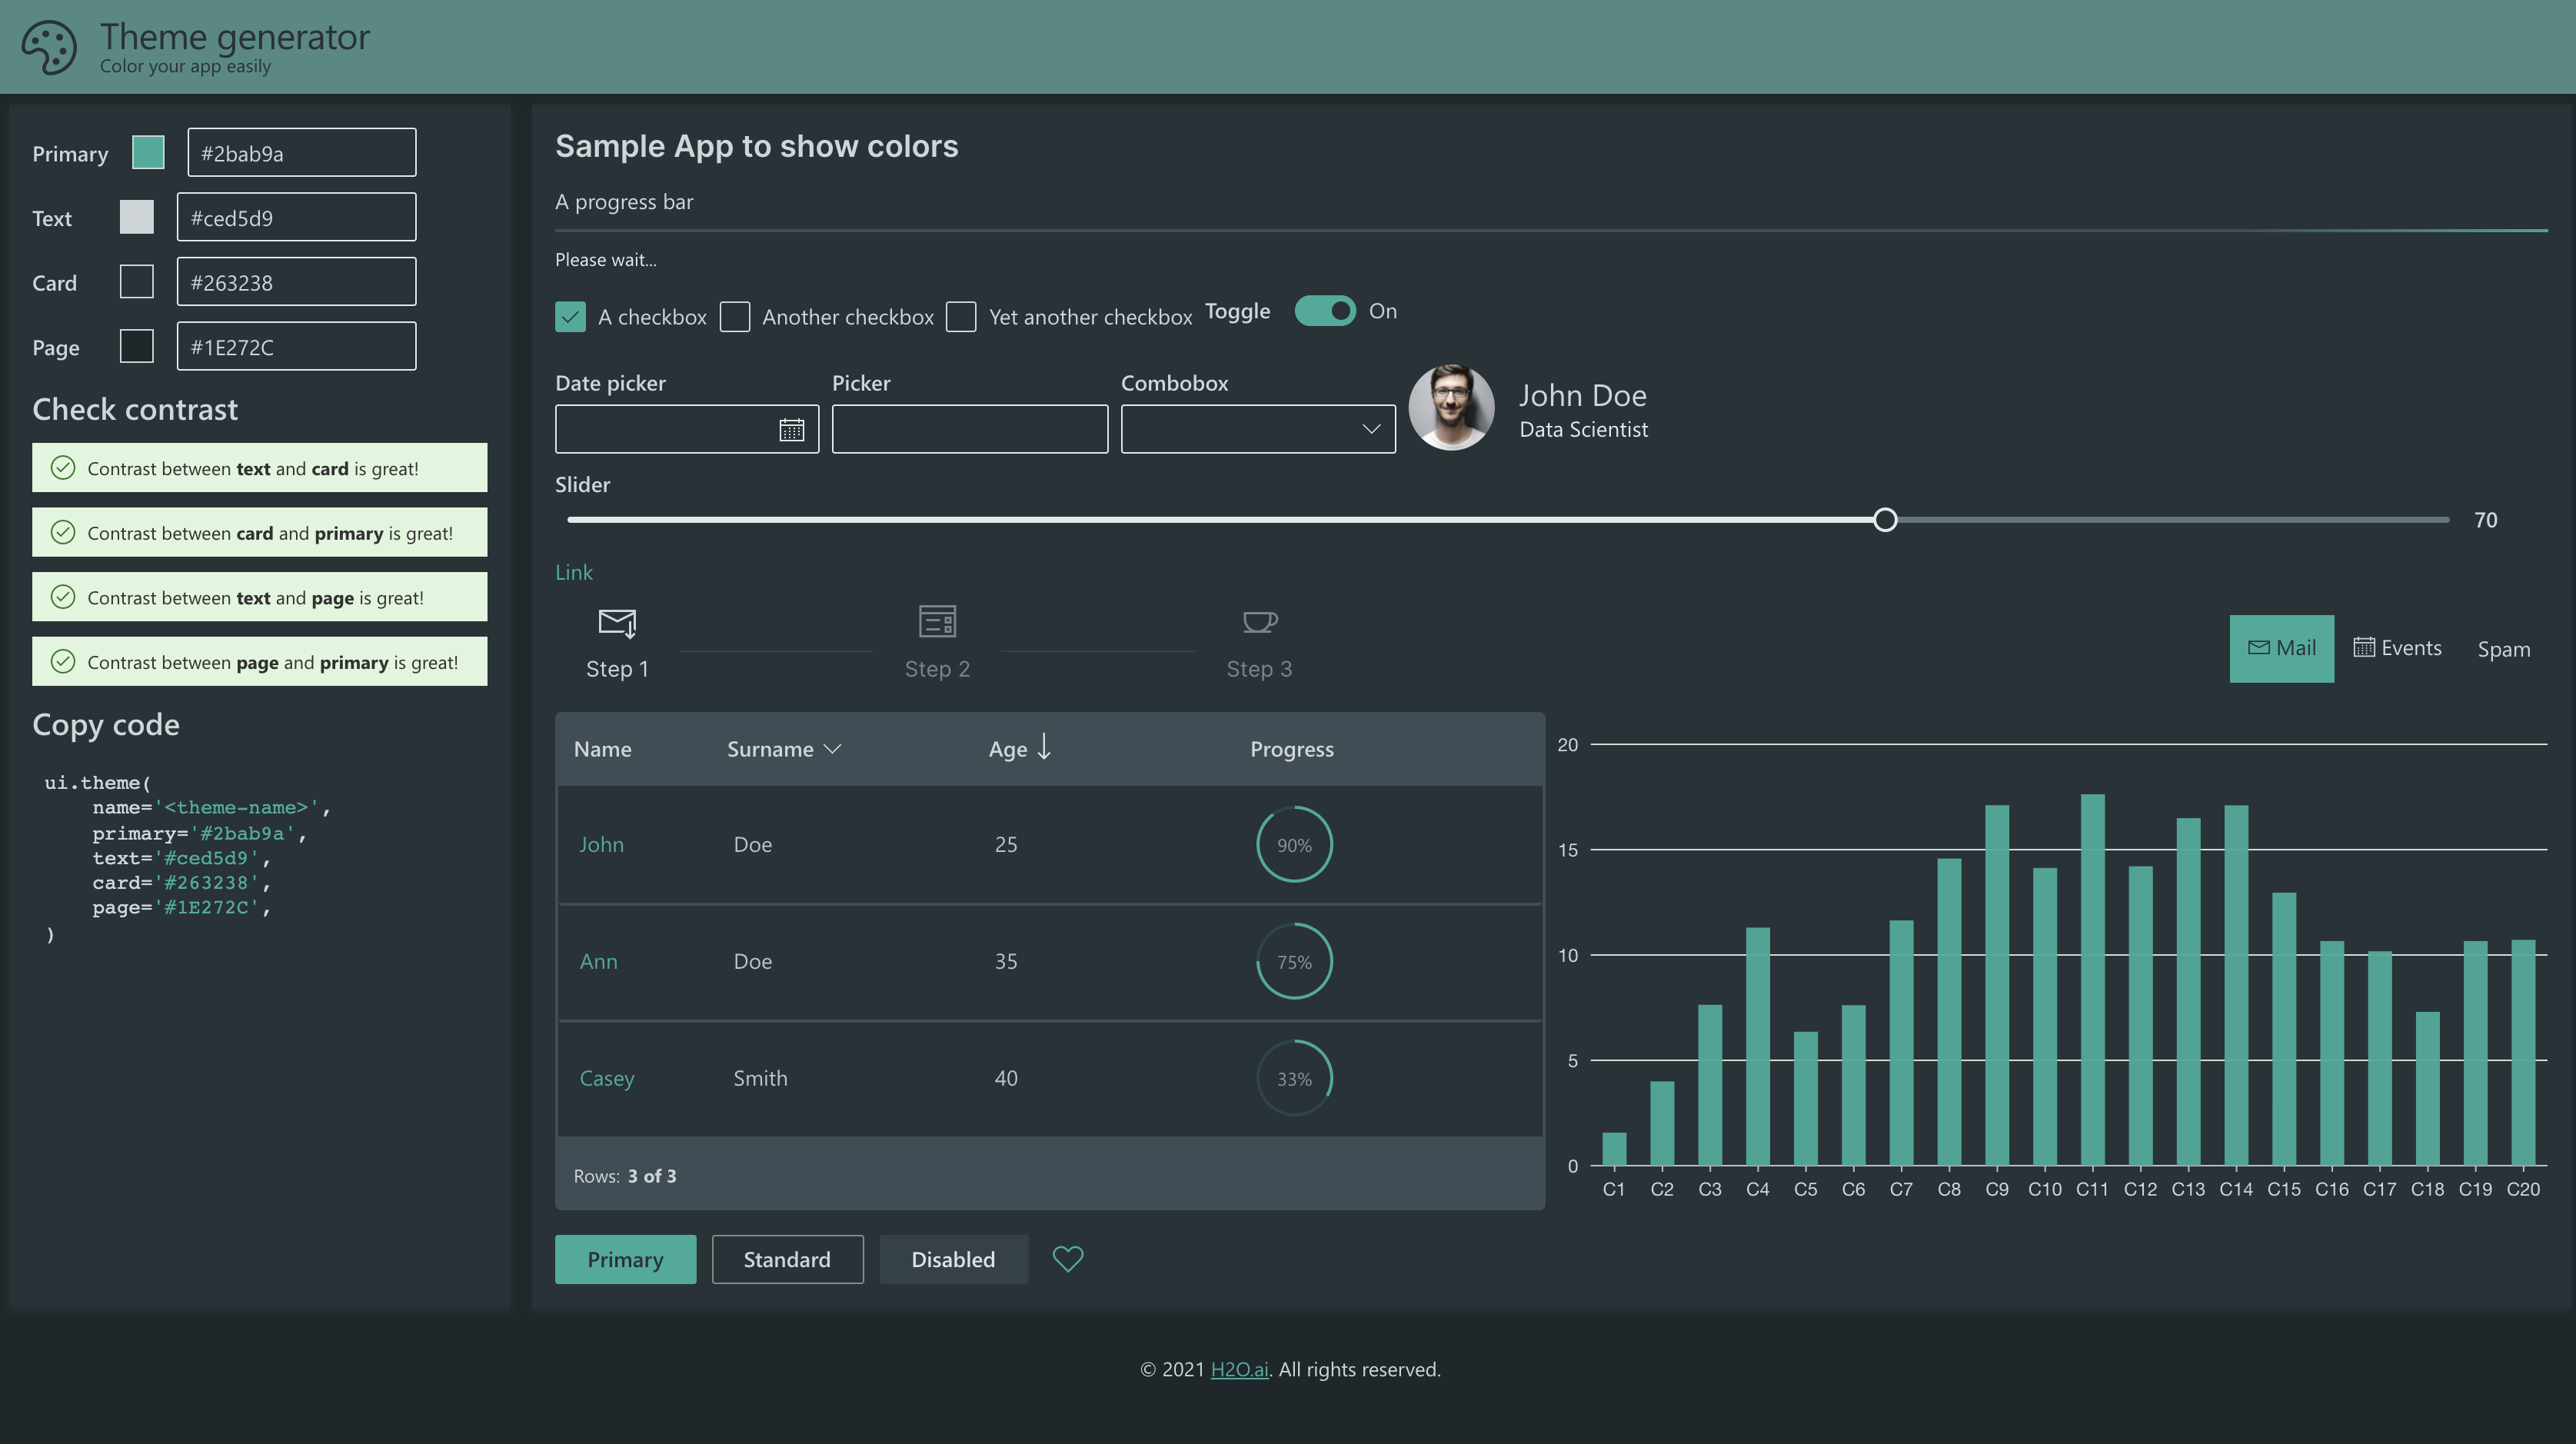 Theme generator
Color your app easily
Primary #2bab9a
Text #ced5d9
Card #263238
Page #1E272C
Check contrast
Contrast between text and card is great!
Contrast between card and primary is great!
Contrast between text and page is great!
Contrast between page and primary is great!
Copy code
ui.theme(
    name='<theme-name>',
    primary='#2bab9a',
    text='#ced5d9',
    card='#263238',
    page='#1E272C',
)
Sample App to show colors
A progress bar
Please wait...
A checkbox Another checkbox Yet another checkbox Toggle On
Date picker Picker Combobox
John Doe
Data Scientist
Slider
70
Link
Step 1 Step 2 Step 3
Mail Events Spam
Name Surname Age Progress
John Doe 25 90%
Ann Doe 35 75%
Casey Smith 40 33%
Rows: 3 of 3
20
15
10
5
0
C1 C2 C3 C4 C5 C6 C7 C8 C9 C10 C11 C12 C13 C14 C15 C16 C17 C18 C19 C20
Primary Standard Disabled
© 2021 H2O.ai. All rights reserved.